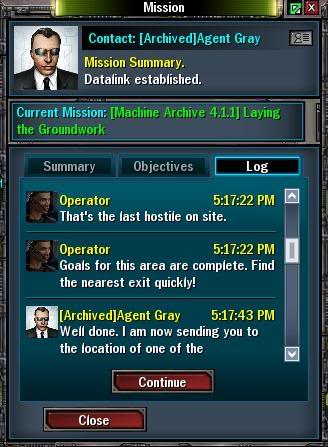 Mission
Contact: [Archived]Agent Gray
Mission Summary.
Datalink established.
Current Mission: [Machine Archive 4.1.1] Laying
the Groundwork
Summary Objectives Log
Operator 5:17:22 PM
That's the last hostile on site.
Operator 5:17:22 PM
Goals for this area are complete. Find
the nearest exit quickly!
[Archived]Agent Gray 5:17:43 PM
Well done. I am now sending you to
the location of one of the
Continue
Close